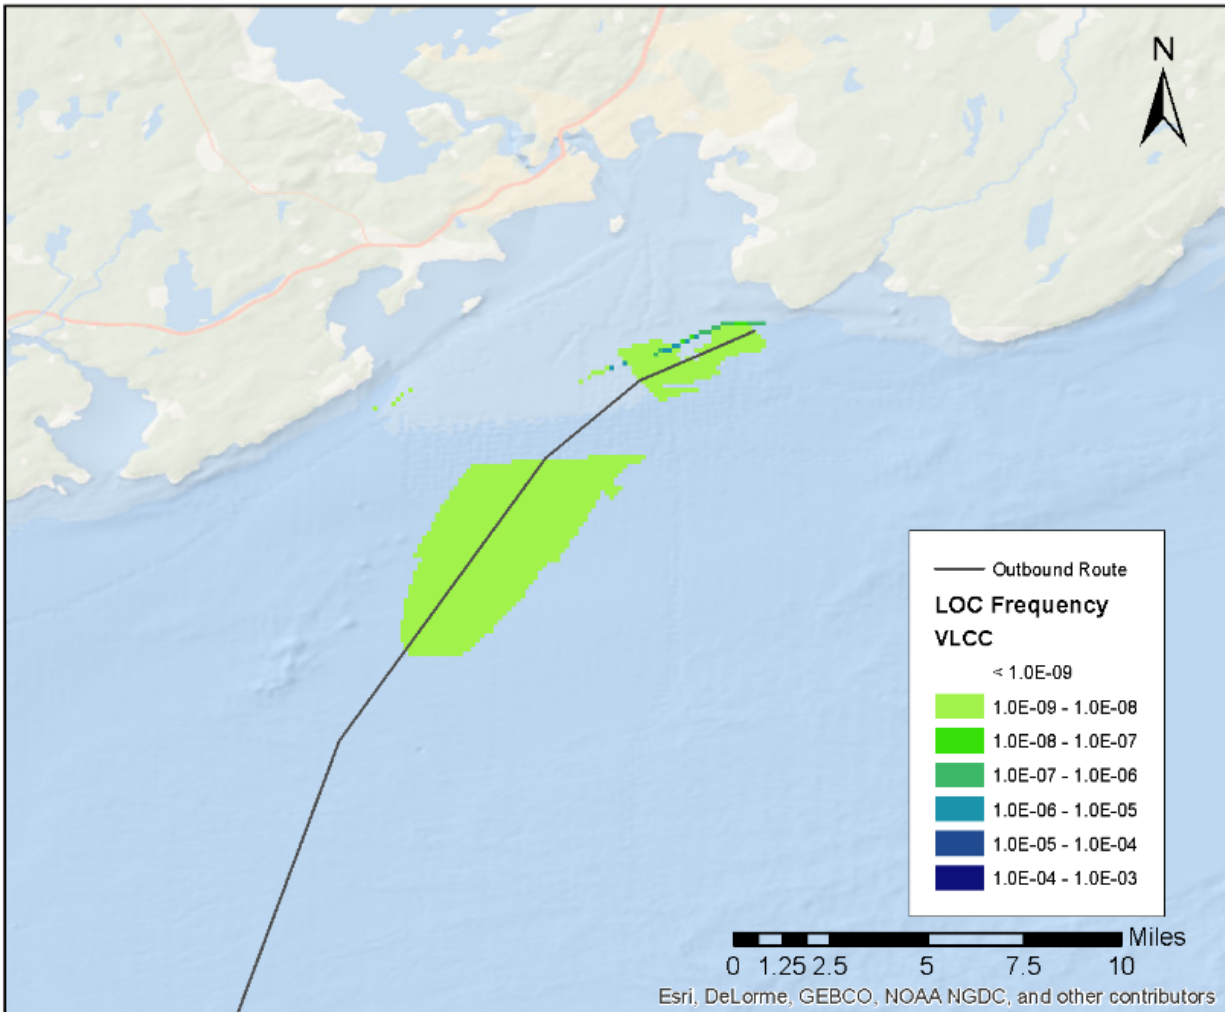 N
Outbound Route
LOC Frequency
VLCC
< 1.0E-09
1.0E-09 - 1.0E-08
1.0E-08 - 1.0E-07
1.0E-07 - 1.0E-06
1.0E-06 - 1.0E-05
1.0E-05 - 1.0E-04
1.0E-04 - 1.0E-03
Miles
0 1.25 2.5 5 7.5 10
Esri, DeLorme, GEBCO, NOAA NGDC, and other contributors